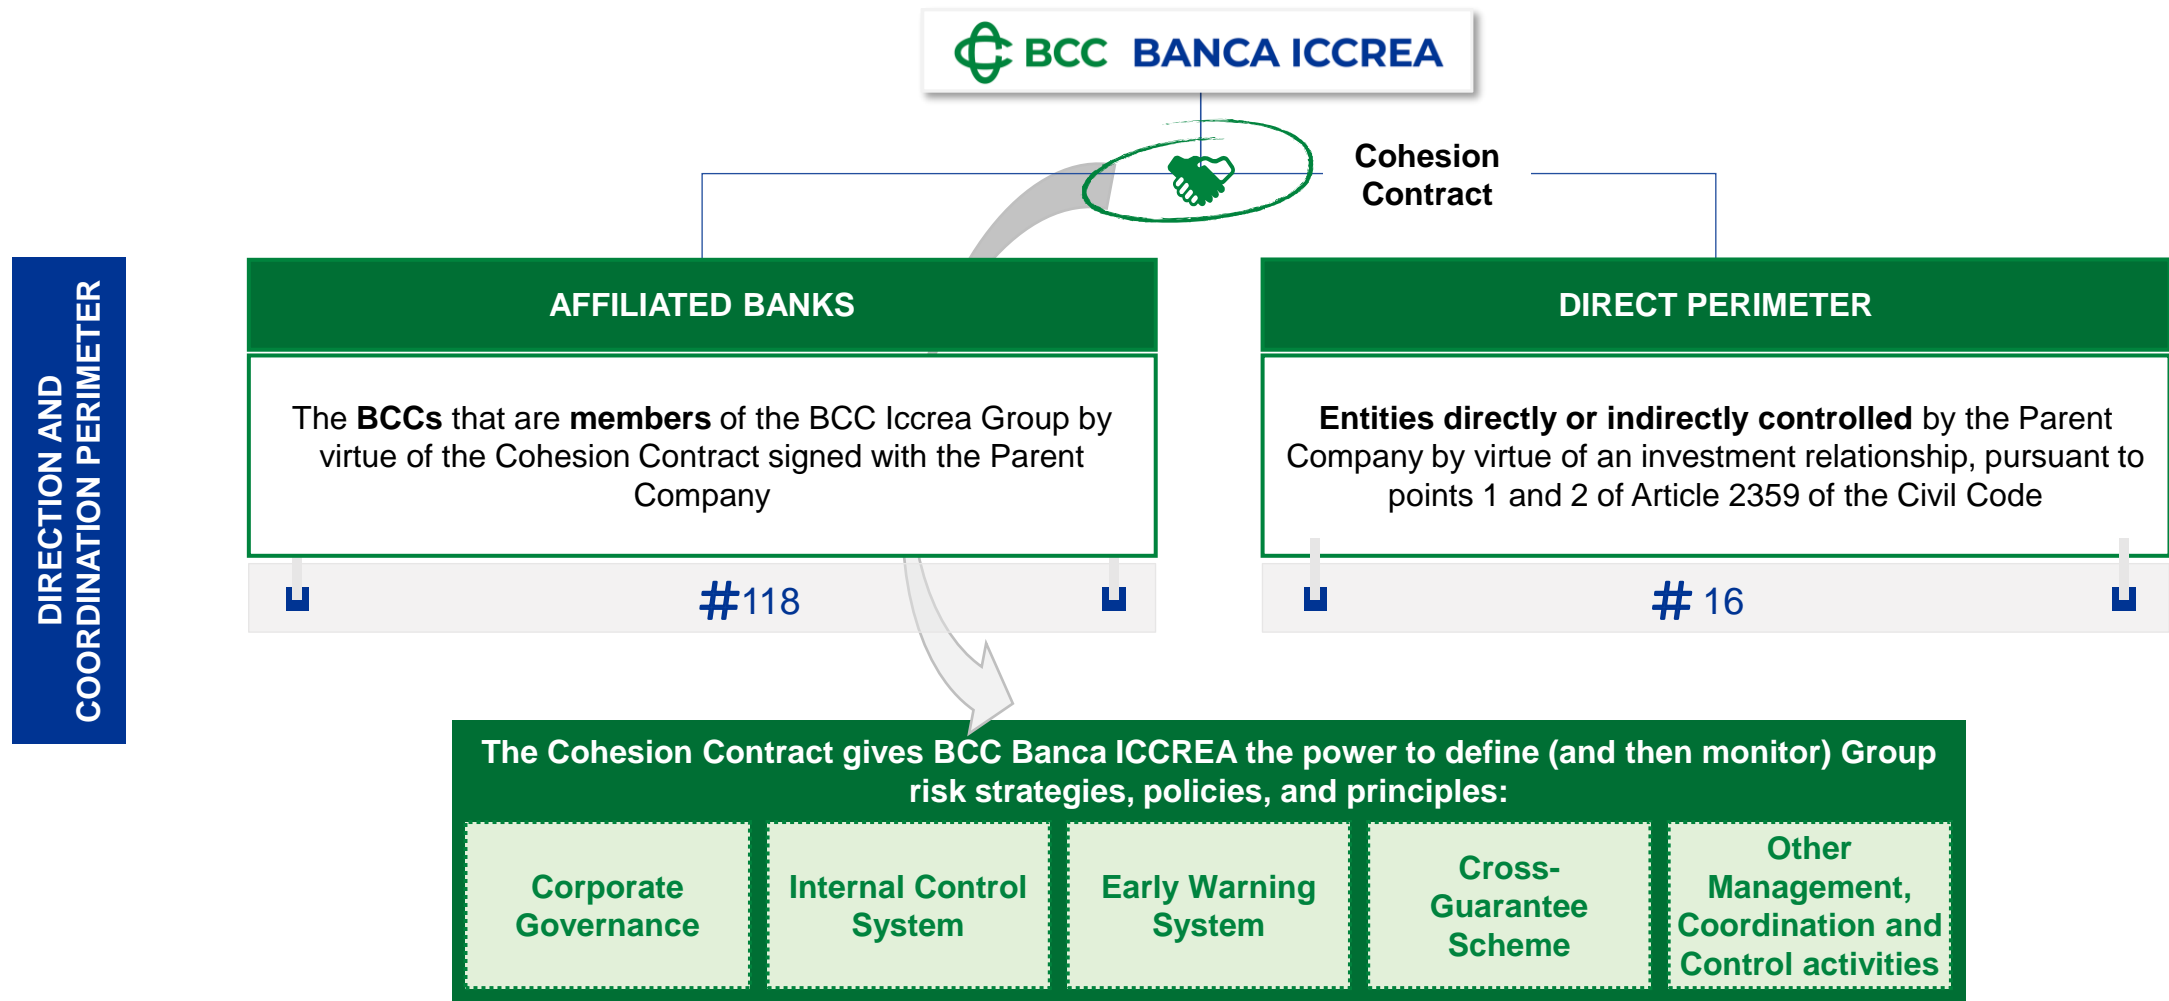 BCC BANCA ICCREA
Cohesion
Contract
DIRECTION AND
COORDINATION PERIMETER
AFFILIATED BANKS
The BCCs that are members of the BCC Iccrea Group by
virtue of the Cohesion Contract signed with the Parent
Company
#118
DIRECT PERIMETER
Entities directly or indirectly controlled by the Parent
Company by virtue of an investment relationship, pursuant to
points 1 and 2 of Article 2359 of the Civil Code
# 16
The Cohesion Contract gives BCC Banca ICCREA the power to define (and then monitor) Group
risk strategies, policies, and principles:
Corporate
Governance
Internal Control
System
Early Warning
System
Cross-
Guarantee
Scheme
Other
Management,
Coordination and
Control activities